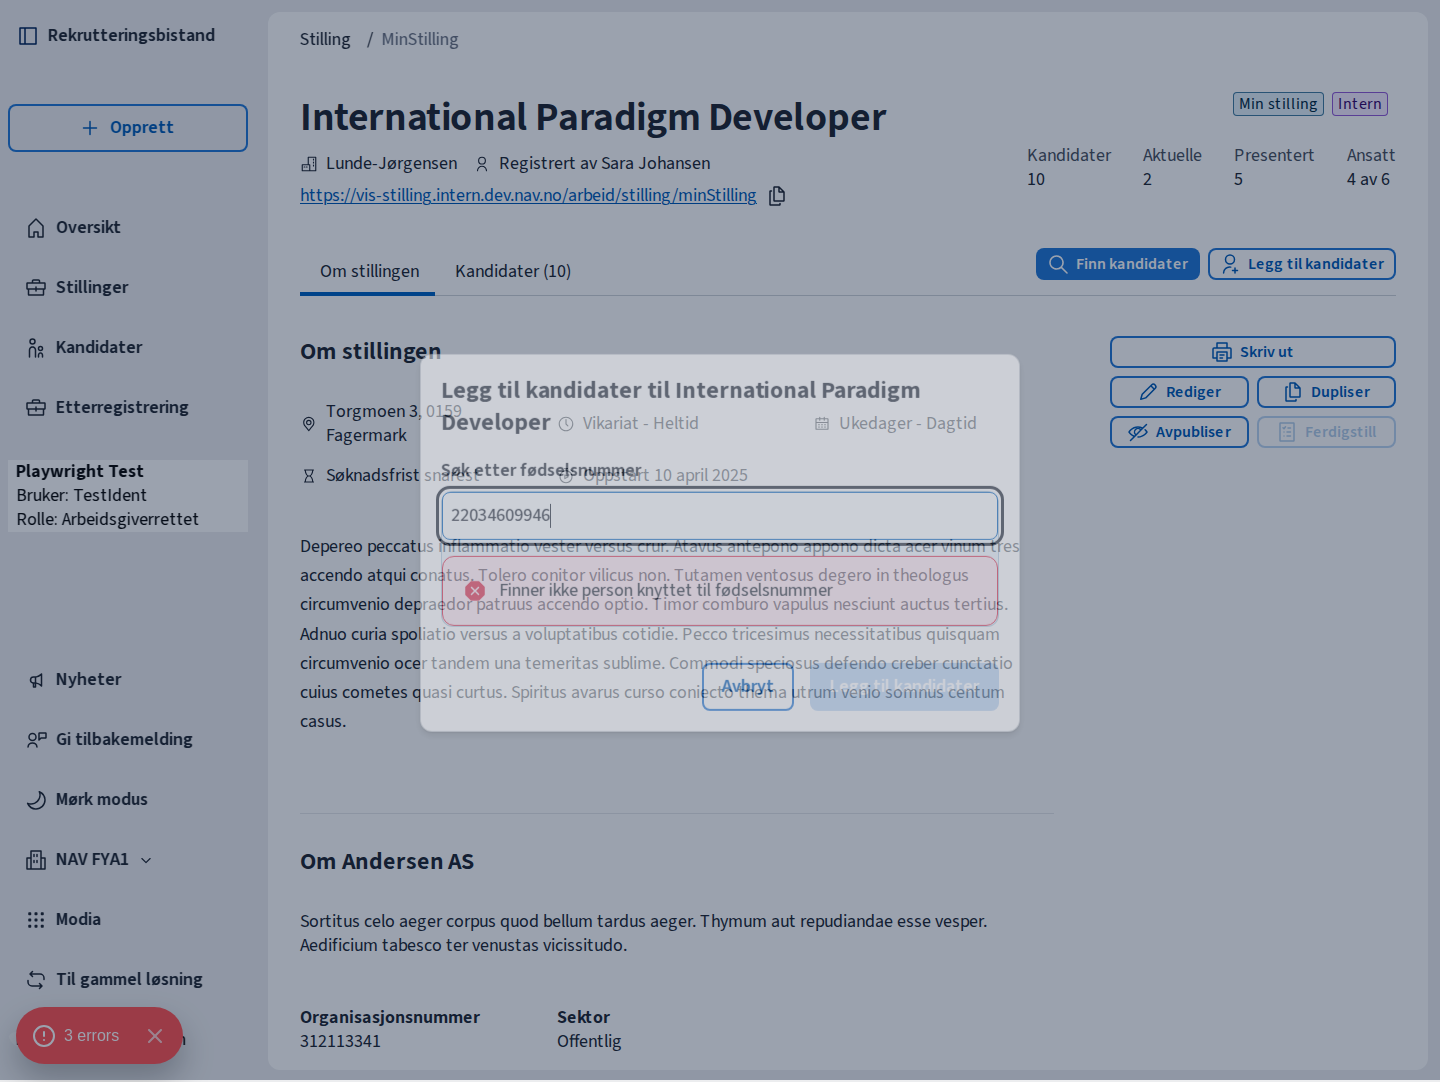 Rekrutteringsbistand
Opprett
Oversikt
Stillinger
Kandidater
Etterregistrering
Playwright Test
Bruker: TestIdent
Rolle: Arbeidsgiverrettet
Nyheter
Gi tilbakemelding
Mørk modus
NAV FYA1
Modia
Til gammel løsning
3 errors
Stilling / MinStilling
International Paradigm Developer
Min stilling Intern
Lunde-Jørgensen Registrert av Sara Johansen
https://vis-stilling.intern.dev.nav.no/arbeid/stilling/minStilling
Kandidater Aktuelle Presentert Ansatt
10 2 5 4 av 6
Om stillingen Kandidater (10)
Finn kandidater Legg til kandidater
Om stillingen
Skriv ut
Rediger Dupliser
Avpubliser Ferdigstill
Torgmoen 3, 0159
Fagermark
Vikariat - Heltid
Ukedager - Dagtid
Søknadsfrist snarest
Oppstart 10 april 2025
Legg til kandidater til International Paradigm
Developer
Søk etter fødselsnummer
22034609946
Finner ikke person knyttet til fødselsnummer
Avbryt Legg til kandidater
Depereo peccatus inflammatio vester versus crur. Atavus antepono appono dicta acer vinum tres
accendo atqui conatus. Tolero conitor vilicus non. Tutamen ventosus degero in theologus
circumvenio depraedor patruus accendo optio. Timor comburo vapulus nesciunt auctus tertius.
Adnuo curia spoliatio versus a voluptatibus cotidie. Pecco tricesimus necessitatibus quisquam
circumvenio ocer tandem una temeritas sublime. Commodi speciosus defendo creber cunctatio
cuius cometes quasi curtus. Spiritus avarus curso coniecto thema utrum venio somnus centum
casus.
Om Andersen AS
Sortitus celo aeger corpus quod bellum tardus aeger. Thymum aut repudiandae esse vesper.
Aedificium tabesco ter venustas vicissitudo.
Organisasjonsnummer Sektor
312113341 Offentlig